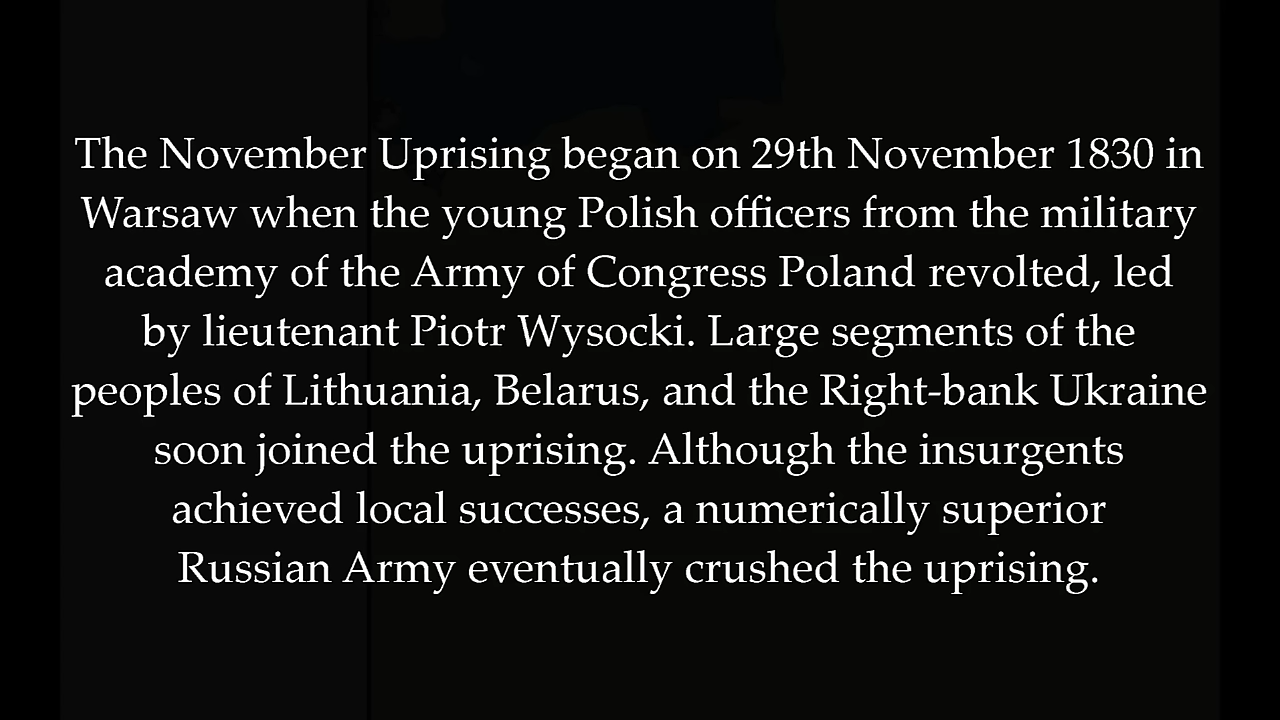 The November Uprising began on 29th November 1830 in
Warsaw when the young Polish officers from the military
academy of the Army of Congress Poland revolted, led
by lieutenant Piotr Wysocki. Large segments of the
peoples of Lithuania, Belarus, and the Right-bank Ukraine
soon joined the uprising. Although the insurgents
achieved local successes, a numerically superior
Russian Army eventually crushed the uprising.